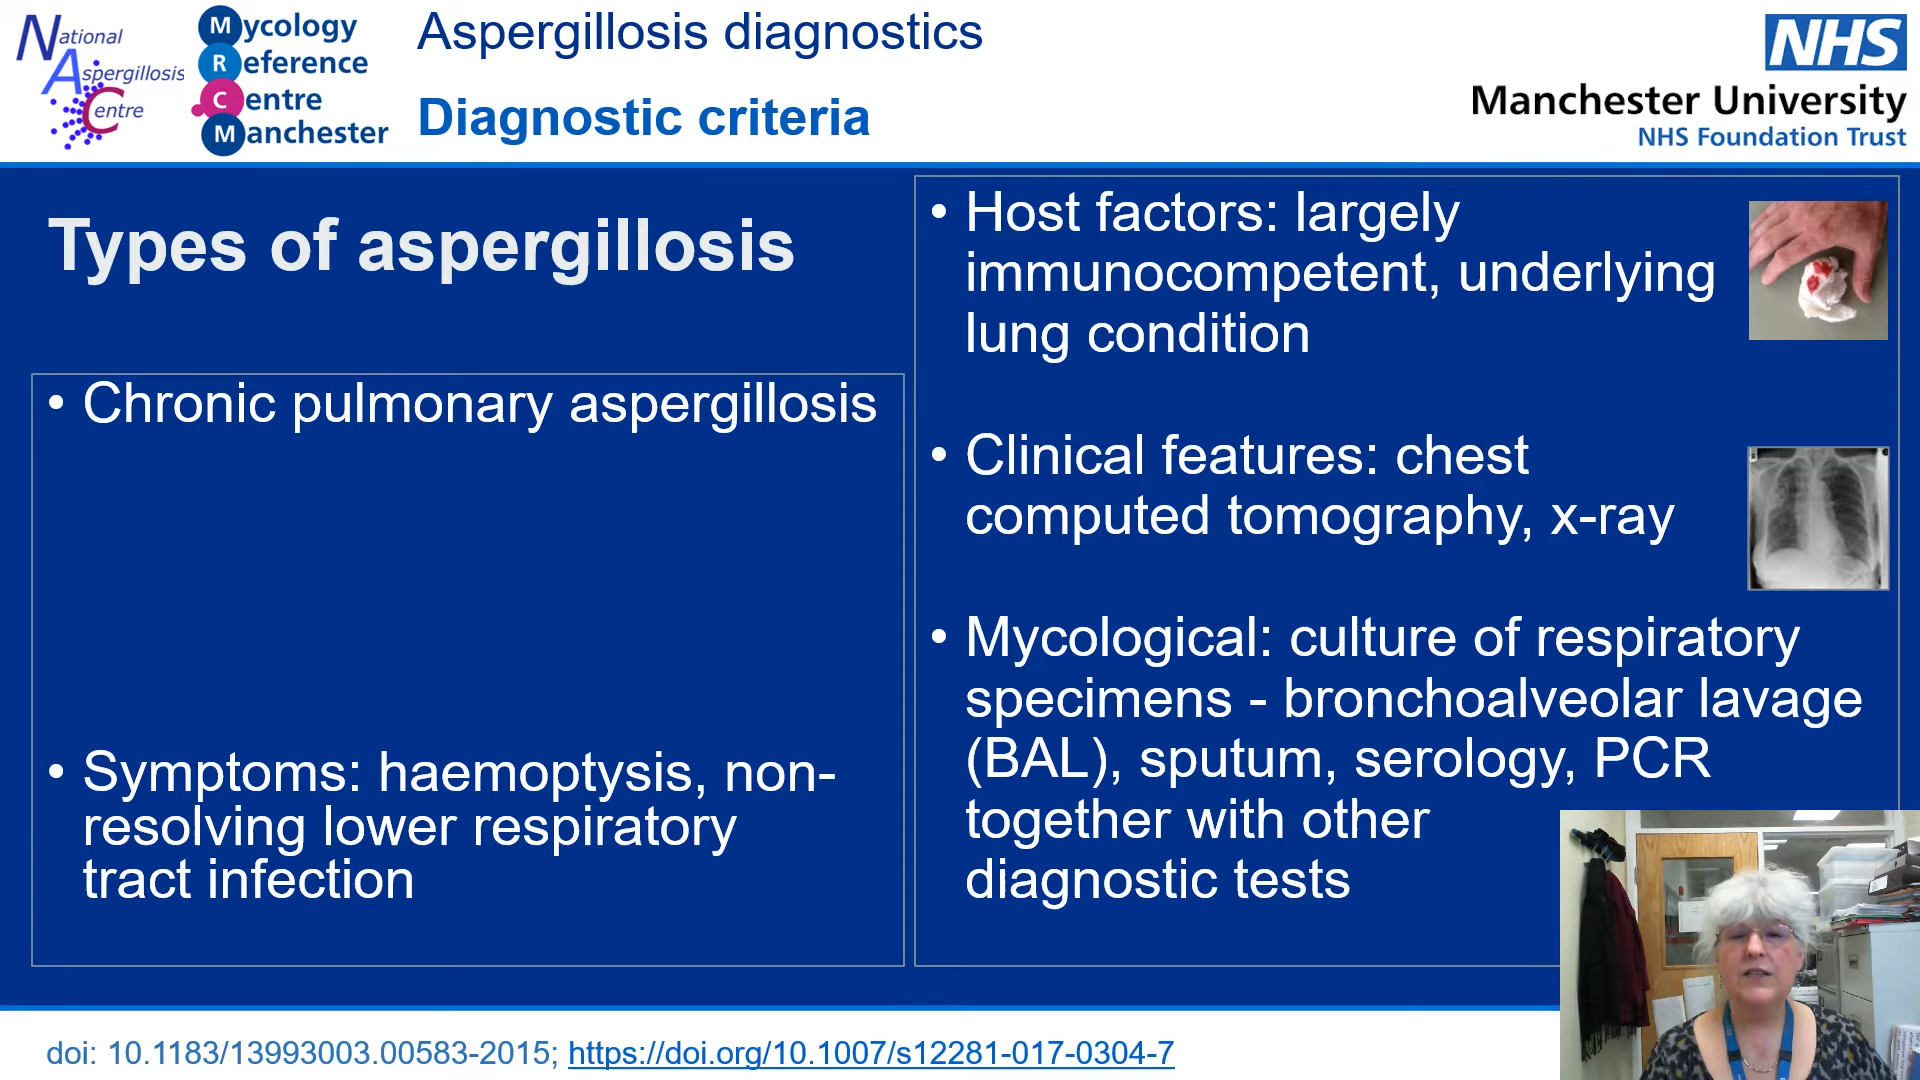 National
Aspergillosis
Centre
Mycology
Reference
Centre
Manchester
Aspergillosis diagnostics
Diagnostic criteria
NHS
Manchester University
NHS Foundation Trust
Types of aspergillosis
• Chronic pulmonary aspergillosis
• Symptoms: haemoptysis, non-
resolving lower respiratory
tract infection
• Host factors: largely
immunocompetent, underlying
lung condition
• Clinical features: chest
computed tomography, x-ray
• Mycological: culture of respiratory
specimens - bronchoalveolar lavage
(BAL), sputum, serology, PCR
together with other
diagnostic tests
doi: 10.1183/13993003.00583-2015; https://doi.org/10.1007/s12281-017-0304-7